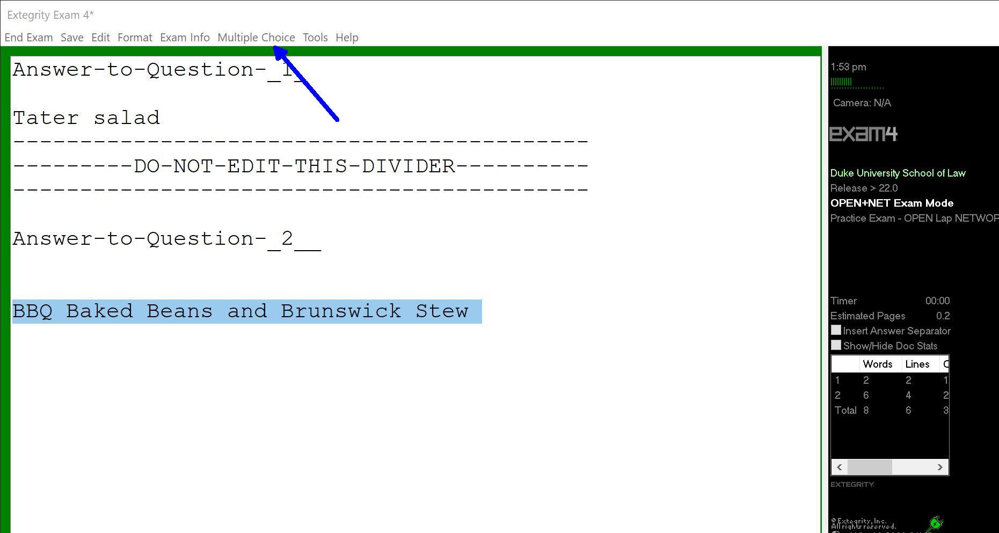 Extegrity Exam 4*
End Exam Save Edit Format Exam Info Multiple Choice Tools Help
Answer-to-Question-_1_
Tater salad
-------------------------------------------
---------DO-NOT-EDIT-THIS-DIVIDER----------
-------------------------------------------
Answer-to-Question-_2__
BBQ Baked Beans and Brunswick Stew
1:53 pm
Camera: N/A
exam4
Duke University School of Law
Release > 22.0
OPEN+NET Exam Mode
Practice Exam - OPEN Lap NETWOR
Timer 00:00
Estimated Pages 0.2
Insert Answer Separator
Show/Hide Doc Stats
Words Lines C
1 2 2 1
2 6 4 2
Total 8 6 3
EXTEGRITY
© Extegrity, Inc.
All rights reserved.